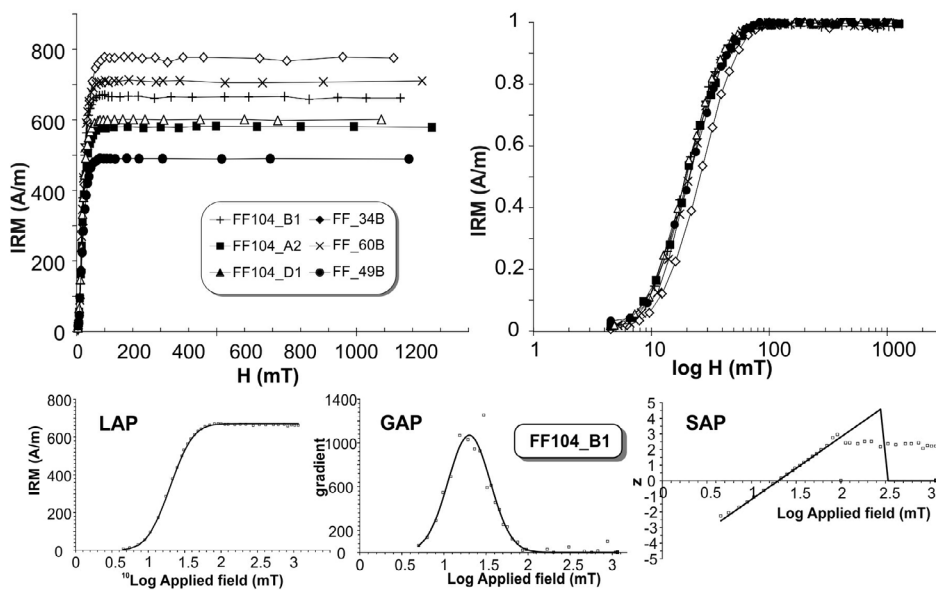 IRM (A/m)
800
600
400
200
0
0 200 400 600 800 1000 1200
H (mT)
FF104_B1 FF_34B
FF104_A2 FF_60B
FF104_D1 FF_49B
IRM (A/m)
1
0.8
0.6
0.4
0.2
0
1 10 100 1000
log H (mT)
LAP
IRM (A/m)
800
600
400
200
0
0 0.5 1 1.5 2 2.5 3
10Log Applied field (mT)
GAP
gradient
1400
1000
600
200
0
0 0.5 1 1.5 2 2.5 3
Log Applied field (mT)
FF104_B1
SAP
z
5
4
3
2
1
0
-1
-2
-3
-4
-5
0.0 0.5 1.0 1.5 2.0 2.5 3.0
Log Applied field (mT)